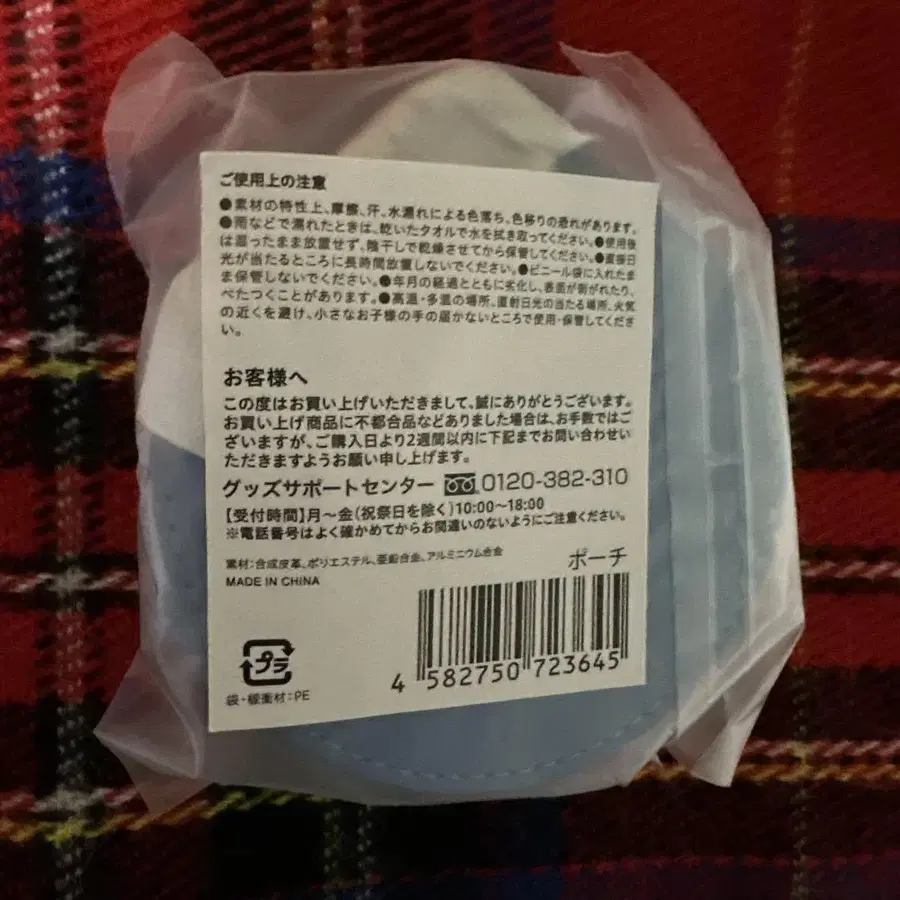 ご使用上の注意
●素材の特性上、摩擦、汗、水濡れによる色落ち、色移りの恐れがあります。
●雨などで濡れたときは、乾いたタオルで水を拭き取ってください。●使用後
は湿ったまま放置せず、陰干しで乾燥させてから保管してください。●直接日
光が当たるところに長時間放置しないでください。●ビニール袋に入れたま
ま保管しないでください。●年月の経過とともに劣化し、表面が剥がれたり、
べたつくことがあります。●高温・多湿の場所、直射日光の当たる場所、火気
の近くを避け、小さなお子様の手の届かないところで使用・保管してくださ
い。
お客様へ
この度はお買い上げいただきまして、誠にありがとうございます。
お買い上げ商品に不都合品などありました場合は、お手数ではご
ざいますが、ご購入日より2週間以内に下記までお問い合わせい
ただきますようお願い申し上げます。
グッズサポートセンター 0120-382-310
【受付時間】月～金(祝祭日を除く)10:00～18:00
※電話番号はよく確かめてからお間違いのないようにご注意ください。
素材:合成皮革、ポリエステル、亜鉛合金、アルミニウム合金
MADE IN CHINA
ポーチ
プラ
袋・緩衝材:PE
4 582750 723645